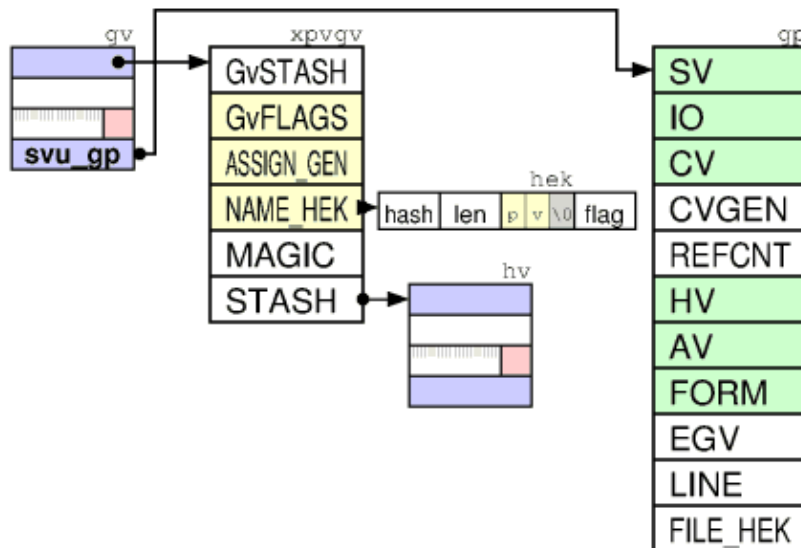 gv
xpvgv
gp
svu_gp
GvSTASH
GvFLAGS
ASSIGN_GEN
NAME_HEK
MAGIC
STASH
hek
hash len p v \0 flag
hv
SV
IO
CV
CVGEN
REFCNT
HV
AV
FORM
EGV
LINE
FILE_HEK